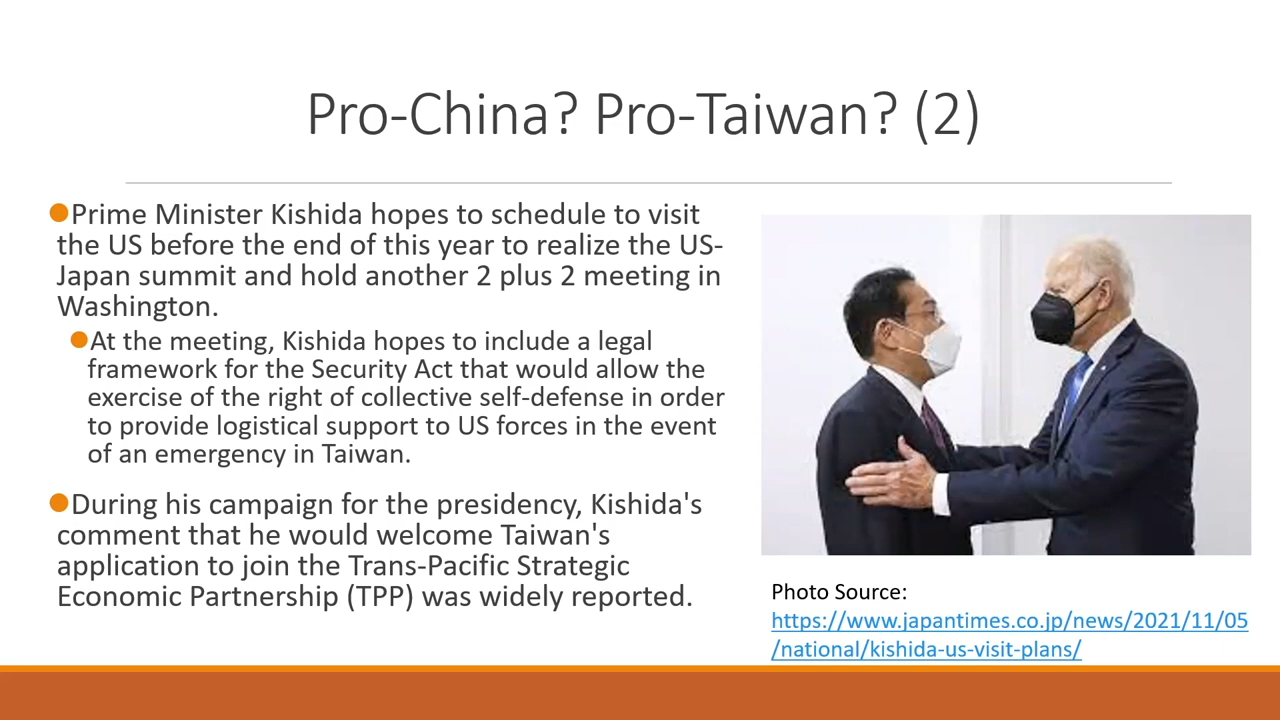 Pro-China? Pro-Taiwan? (2)
Prime Minister Kishida hopes to schedule to visit
the US before the end of this year to realize the US-
Japan summit and hold another 2 plus 2 meeting in
Washington.
At the meeting, Kishida hopes to include a legal
framework for the Security Act that would allow the
exercise of the right of collective self-defense in order
to provide logistical support to US forces in the event
of an emergency in Taiwan.
During his campaign for the presidency, Kishida's
comment that he would welcome Taiwan's
application to join the Trans-Pacific Strategic
Economic Partnership (TPP) was widely reported.
Photo Source:
https://www.japantimes.co.jp/news/2021/11/05
/national/kishida-us-visit-plans/